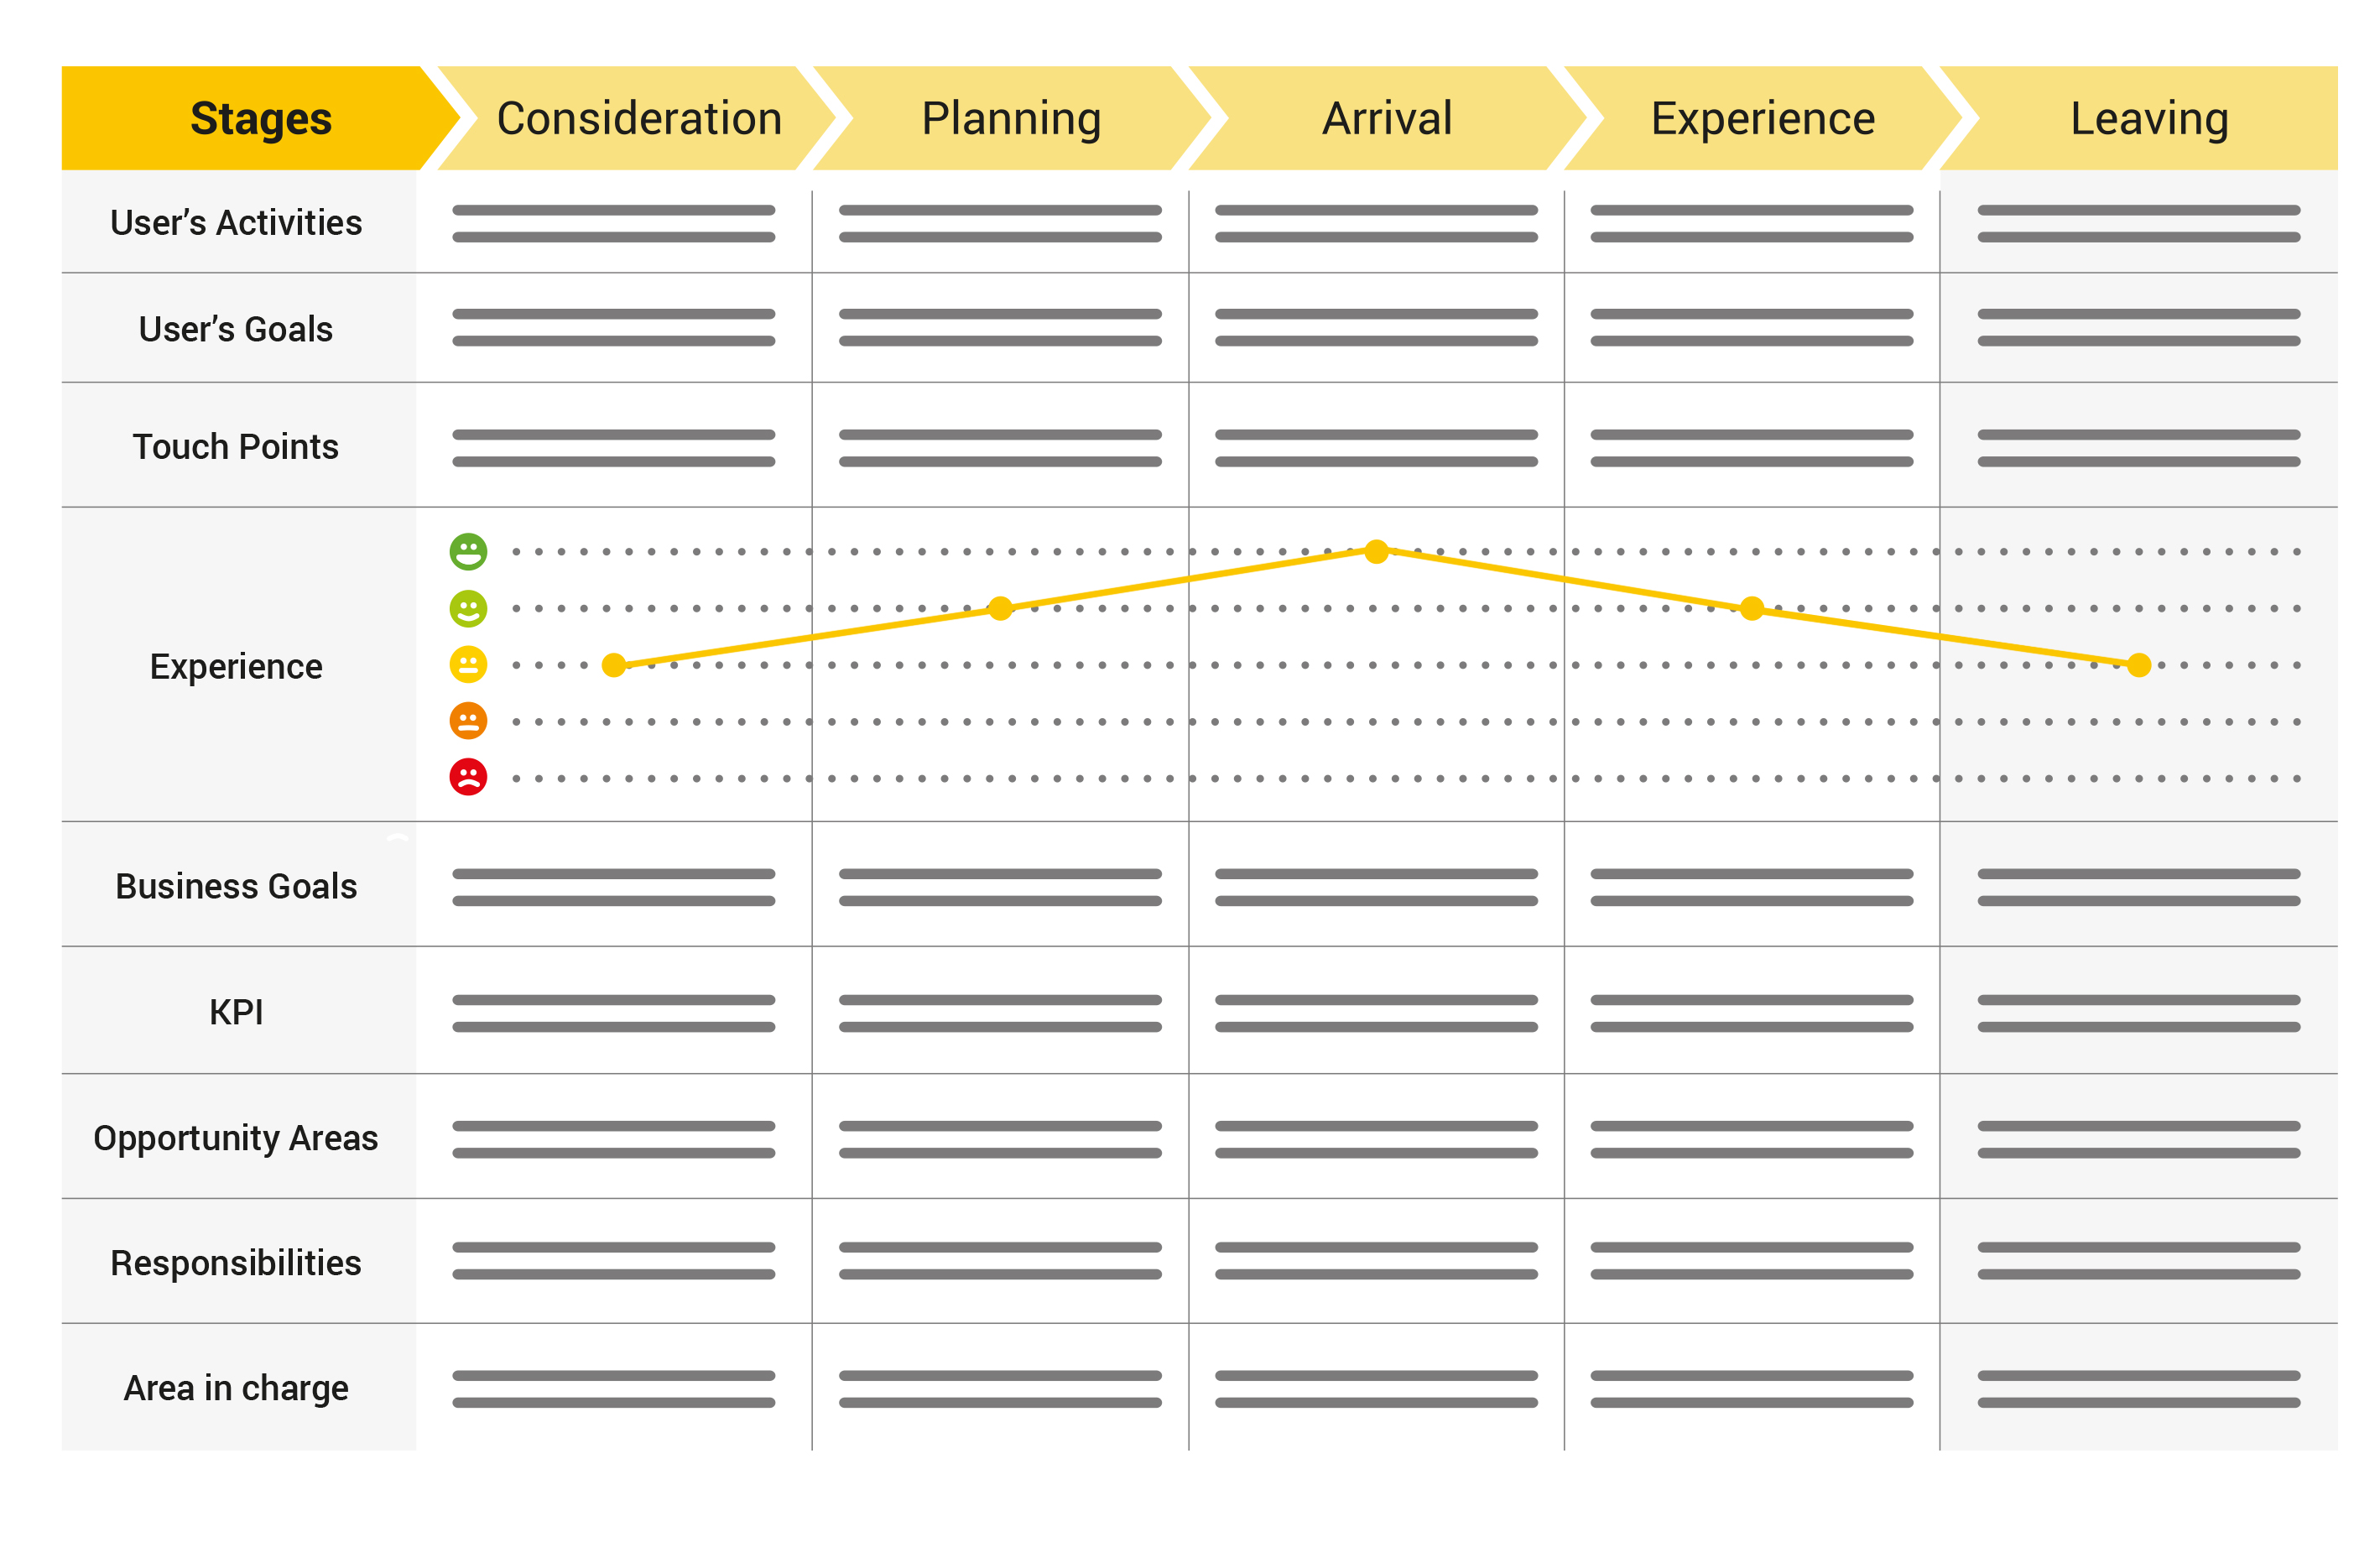 Stages
Consideration
Planning
Arrival
Experience
Leaving
User’s Activities
User’s Goals
Touch Points
Experience
Business Goals
KPI
Opportunity Areas
Responsibilities
Area in charge